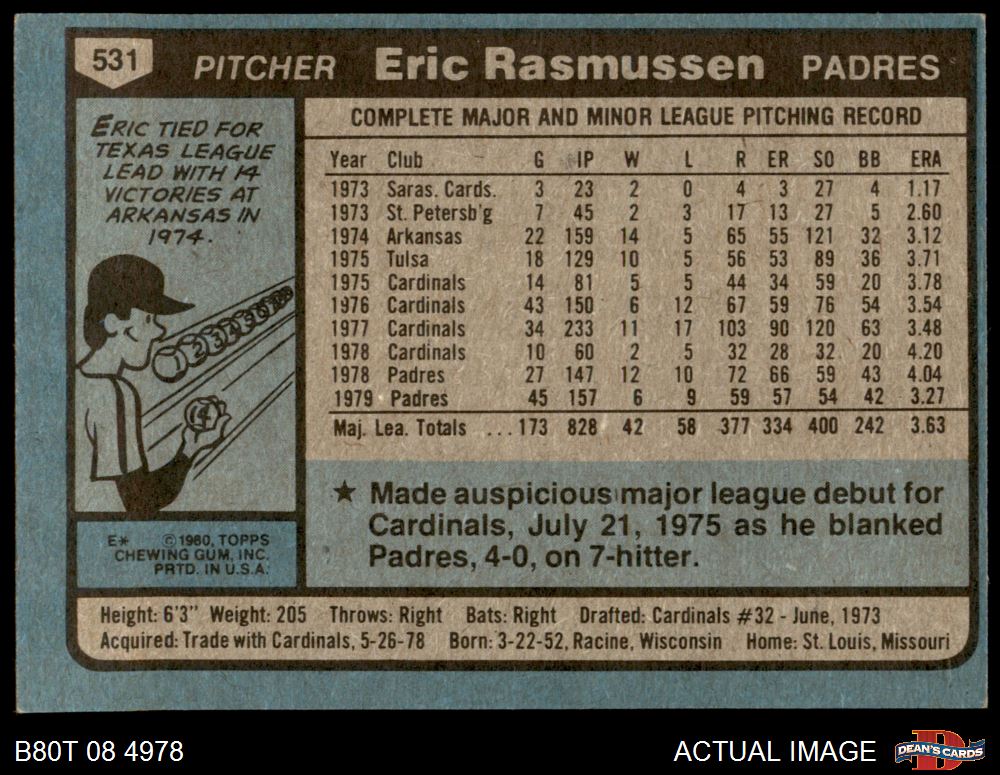 531 PITCHER Eric Rasmussen PADRES
ERIC TIED FOR
TEXAS LEAGUE
LEAD WITH 14
VICTORIES AT
ARKANSAS IN
1974.
2 3 4 5 6 7 8 9
14
E* © 1980, TOPPS
CHEWING GUM, INC.
PRTD. IN U.S.A.
COMPLETE MAJOR AND MINOR LEAGUE PITCHING RECORD
Year Club G IP W L R ER SO BB ERA
1973 Saras. Cards. 3 23 2 0 4 3 27 4 1.17
1973 St. Petersb'g 7 45 2 3 17 13 27 5 2.60
1974 Arkansas 22 159 14 5 65 55 121 32 3.12
1975 Tulsa 18 129 10 5 56 53 89 36 3.71
1975 Cardinals 14 81 5 5 44 34 59 20 3.78
1976 Cardinals 43 150 6 12 67 59 76 54 3.54
1977 Cardinals 34 233 11 17 103 90 120 63 3.48
1978 Cardinals 10 60 2 5 32 28 32 20 4.20
1978 Padres 27 147 12 10 72 66 59 43 4.04
1979 Padres 45 157 6 9 59 57 54 42 3.27
Maj. Lea. Totals ...173 828 42 58 377 334 400 242 3.63
★ Made auspicious major league debut for
Cardinals, July 21, 1975 as he blanked
Padres, 4-0, on 7-hitter.
Height: 6'3" Weight: 205 Throws: Right Bats: Right Drafted: Cardinals #32 - June, 1973
Acquired: Trade with Cardinals, 5-26-78 Born: 3-22-52, Racine, Wisconsin Home: St. Louis, Missouri
B80T 08 4978 ACTUAL IMAGE DEAN'S CARDS